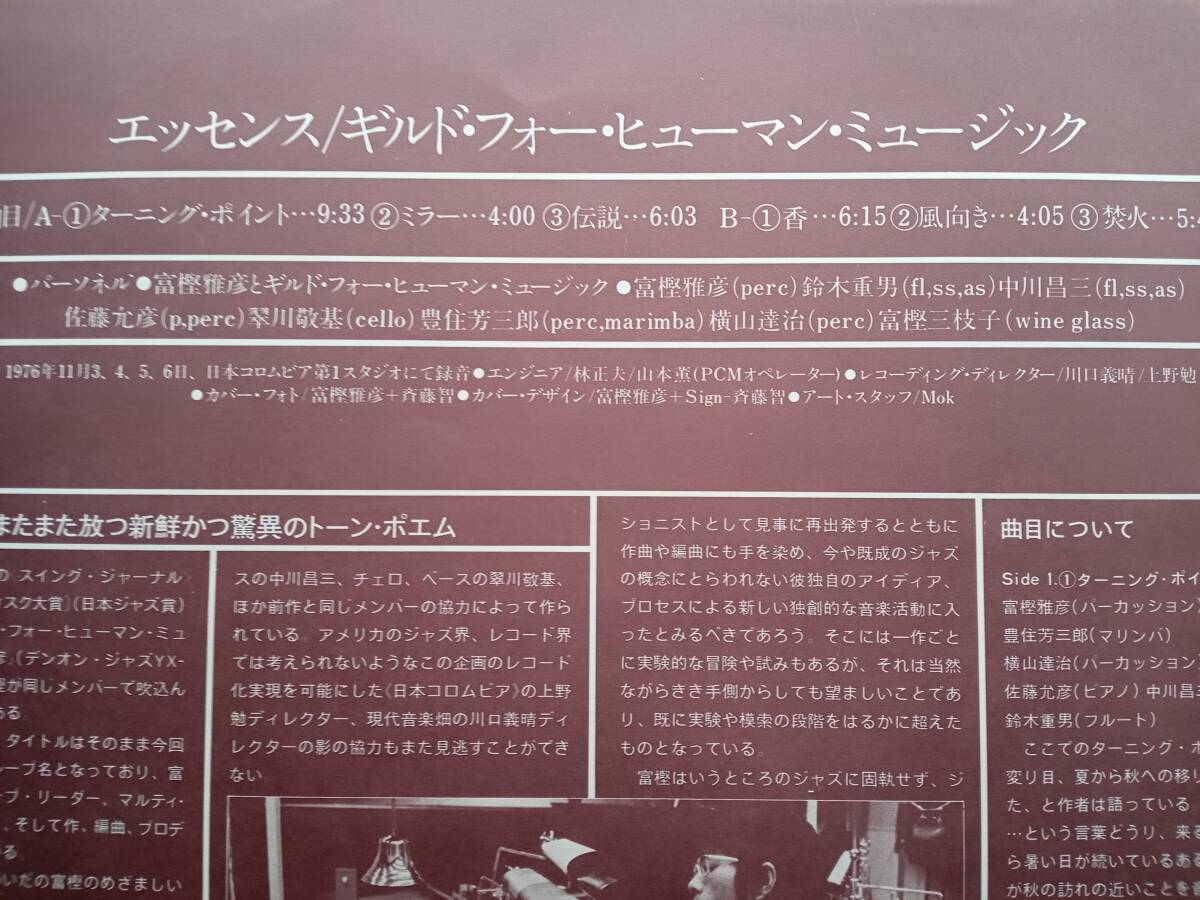 エッセンス/ギルド・フォー・ヒューマン・ミュージック
目/A-①ターニング・ポイント…9:33 ②ミラー…4:00 ③伝説…6:03 B-①香…6:15 ②風向き…4:05 ③焚火…5:4
●パーソネル●富樫雅彦とギルド・フォー・ヒューマン・ミュージック●富樫雅彦(perc)鈴木重男(fl,ss,as)中川昌三(fl,ss,as)
佐藤允彦(p,perc)翠川敬基(cello)豊住芳三郎(perc,marimba)横山達治(perc)富樫三枝子(wine glass)
1976年11月3、4、5、6日、日本コロムビア第1スタジオにて録音●エンジニア/林正夫/山本薫(PCMオペレーター)●レコーディング・ディレクター/川口義晴/上野勉
●カバー・フォト/富樫雅彦+斉藤智●カバー・デザイン/富樫雅彦+Sign-斉藤智●アート・スタッフ/Mok
またまた放つ新鮮かつ驚異のトーン・ポエム
の〈スイング・ジャーナル〉
ィスク大賞〕〔日本ジャズ賞〕
・フォー・ヒューマン・ミュ
(デンオン・ジャズYX-
が同じメンバーで吹込ん
ある
タイトルはそのまま今回
ループ名となっており、富
ープ・リーダー、マルティ・
、そして作、編曲、プロデ
る
いだの富樫のめざましい
スの中川昌三、チェロ、ベースの翠川敬基、
ほか前作と同じメンバーの協力によって作ら
れている。アメリカのジャズ界、レコード界
では考えられないようなこの企画のレコード
化実現を可能にした《日本コロムビア》の上野
勉ディレクター、現代音楽畑の川口義晴ディ
レクターの影の協力もまた見逃すことができ
ない
ショニストとして見事に再出発するとともに
作曲や編曲にも手を染め、今や既成のジャズ
の概念にとらわれない彼独自のアイディア、
プロセスによる新しい独創的な音楽活動に入
ったとみるべきであろう。そこには一作ごと
に実験的な冒険や試みもあるが、それは当然
ながらきき手側からしても望ましいことであ
り、既に実験や模索の段階をはるかに超えた
ものとなっている。
富樫はいうところのジャズに固執せず、ジ
曲目について
Side 1.①ターニング・ポイ
富樫雅彦(パーカッション)
豊住芳三郎(マリンバ)
横山達治(パーカッション)
佐藤允彦(ピアノ)中川昌三
鈴木重男(フルート)
ここでのターニング・ポ
変り目、夏から秋への移り
た、と作者は語っている
…という言葉どうり、来る
ら暑い日が続いているある
が秋の訪れの近いことを音